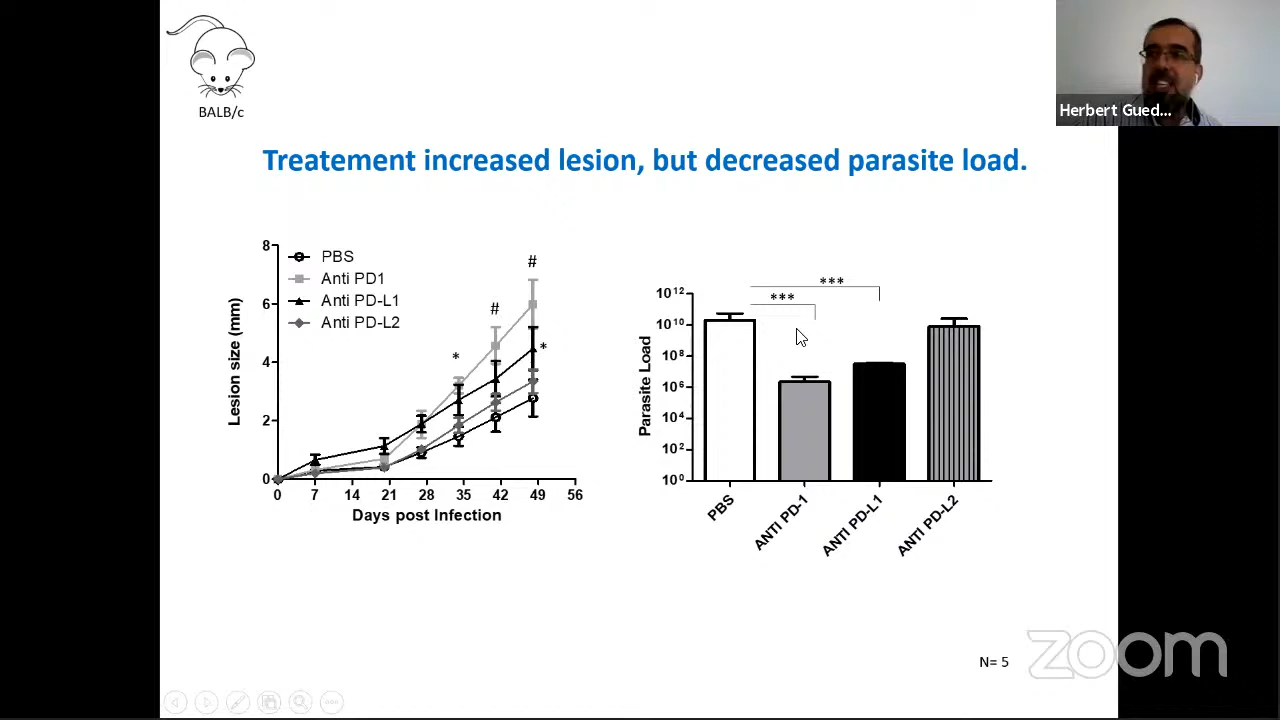 BALB/c
Herbert Gued...
Treatement increased lesion, but decreased parasite load.
Lesion size (mm)
8
6
4
2
0
PBS
Anti PD1
Anti PD-L1
Anti PD-L2
*
#
#
*
0 7 14 21 28 35 42 49 56
Days post Infection
Parasite Load
10¹²
10¹⁰
10⁸
10⁶
10⁴
10²
10⁰
***
***
PBS
ANTI PD-1
ANTI PD-L1
ANTI PD-L2
N= 5
zoom